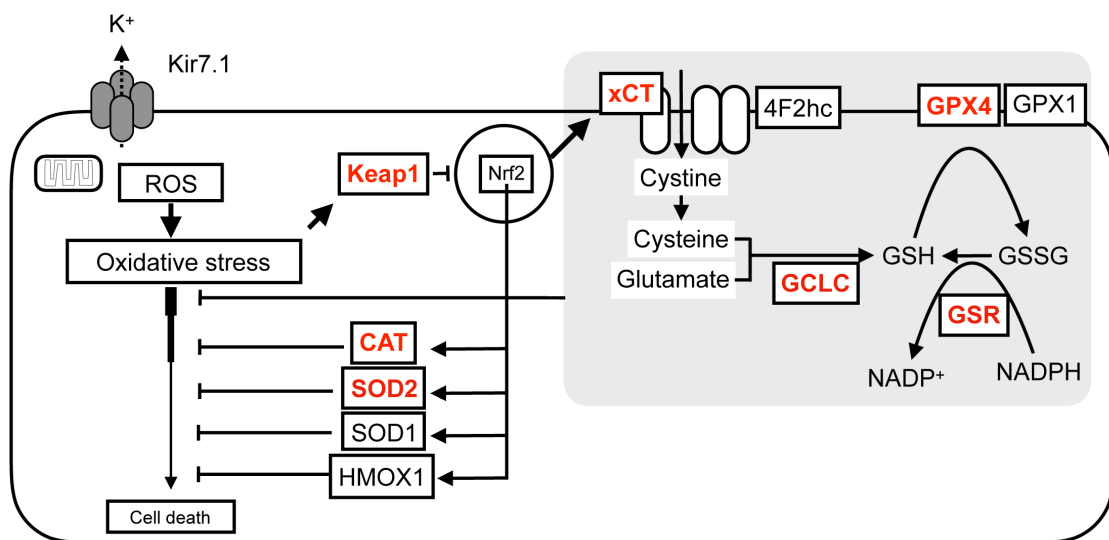 K⁺
Kir7.1
xCT
4F2hc
GPX4
GPX1
Keap1
Nrf2
ROS
Cystine
Oxidative stress
Cysteine
Glutamate
GCLC
GSH
GSSG
GSR
CAT
NADP⁺
NADPH
SOD2
SOD1
HMOX1
Cell death